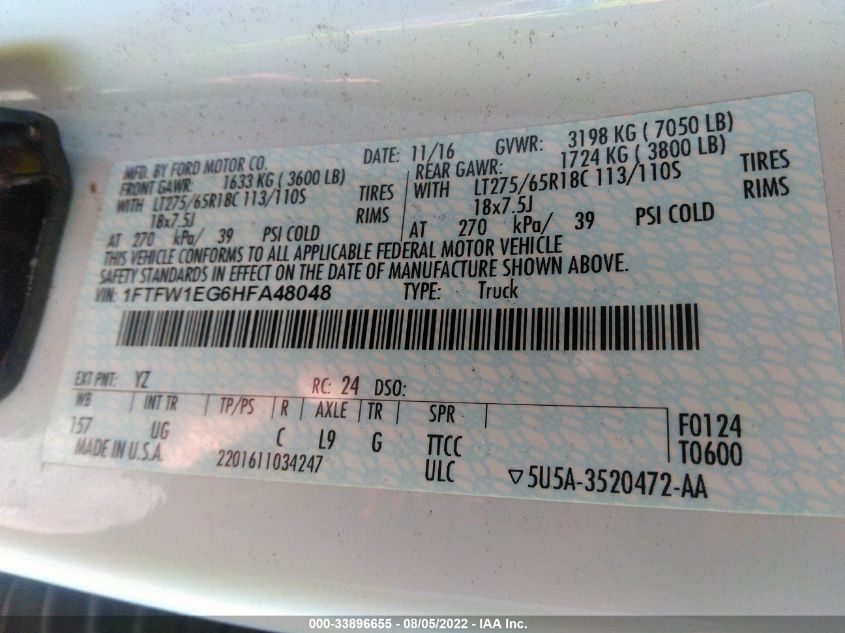 MFD. BY FORD MOTOR CO. DATE: 11/16 GVWR: 3198 KG ( 7050 LB)
FRONT GAWR: 1633 KG ( 3600 LB) REAR GAWR: 1724 KG ( 3800 LB)
WITH LT275/65R18C 113/110S TIRES WITH LT275/65R18C 113/110S TIRES
18x7.5J RIMS 18x7.5J RIMS
AT 270 kPa/ 39 PSI COLD AT 270 kPa/ 39 PSI COLD
THIS VEHICLE CONFORMS TO ALL APPLICABLE FEDERAL MOTOR VEHICLE
SAFETY STANDARDS IN EFFECT ON THE DATE OF MANUFACTURE SHOWN ABOVE.
VIN: 1FTFW1EG6HFA48048 TYPE: Truck
EXT PNT: YZ RC: 24 DSO:
WB INT TR TP/PS R AXLE TR SPR
157 UG C L9 G TTCC F0124
MADE IN U.S.A. 2201611034247 ULC T0600
▽5U5A-3520472-AA
000-33896655 - 08/05/2022 - IAA Inc.